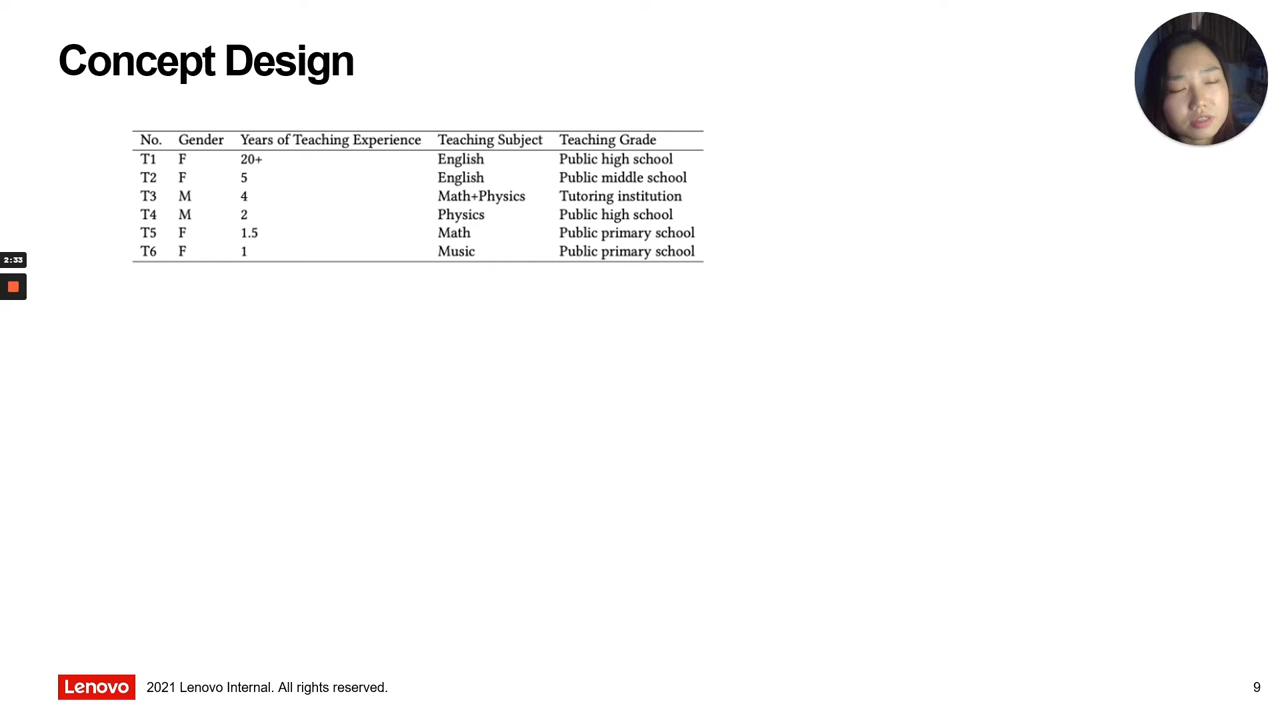 Concept Design
No. Gender Years of Teaching Experience Teaching Subject Teaching Grade
T1 F 20+ English Public high school
T2 F 5 English Public middle school
T3 M 4 Math+Physics Tutoring institution
T4 M 2 Physics Public high school
T5 F 1.5 Math Public primary school
T6 F 1 Music Public primary school
2:33
Lenovo 2021 Lenovo Internal. All rights reserved. 9